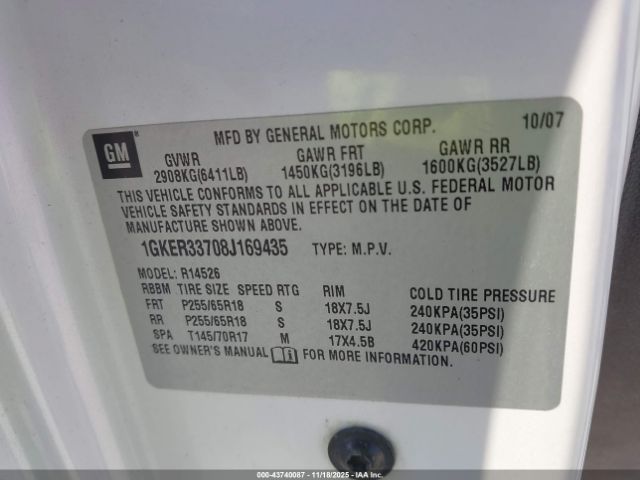 10/07
GM
MFD BY GENERAL MOTORS CORP.
GVWR GAWR FRT GAWR RR
2908KG(6411LB) 1450KG(3196LB) 1600KG(3527LB)
THIS VEHICLE CONFORMS TO ALL APPLICABLE U.S. FEDERAL MOTOR
VEHICLE SAFETY STANDARDS IN EFFECT ON THE DATE OF
MANUFACTURE SHOWN ABOVE.
1GKER33708J169435 TYPE: M.P.V.
MODEL: R14526
RBBM TIRE SIZE SPEED RTG RIM COLD TIRE PRESSURE
FRT P255/65R18 S 18X7.5J 240KPA(35PSI)
RR P255/65R18 S 18X7.5J 240KPA(35PSI)
SPA T145/70R17 M 17X4.5B 420KPA(60PSI)
SEE OWNER'S MANUAL i FOR MORE INFORMATION.
000-43740087 - 11/18/2025 - IAAI.com